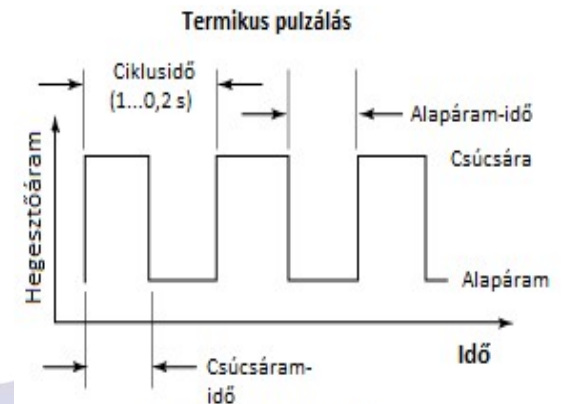 Termikus pulzálás
Ciklusidő
(1...0,2 s)
Alapáram-idő
Csúcsára
Hegesztőáram
Alapáram
Idő
Csúcsáram-
idő